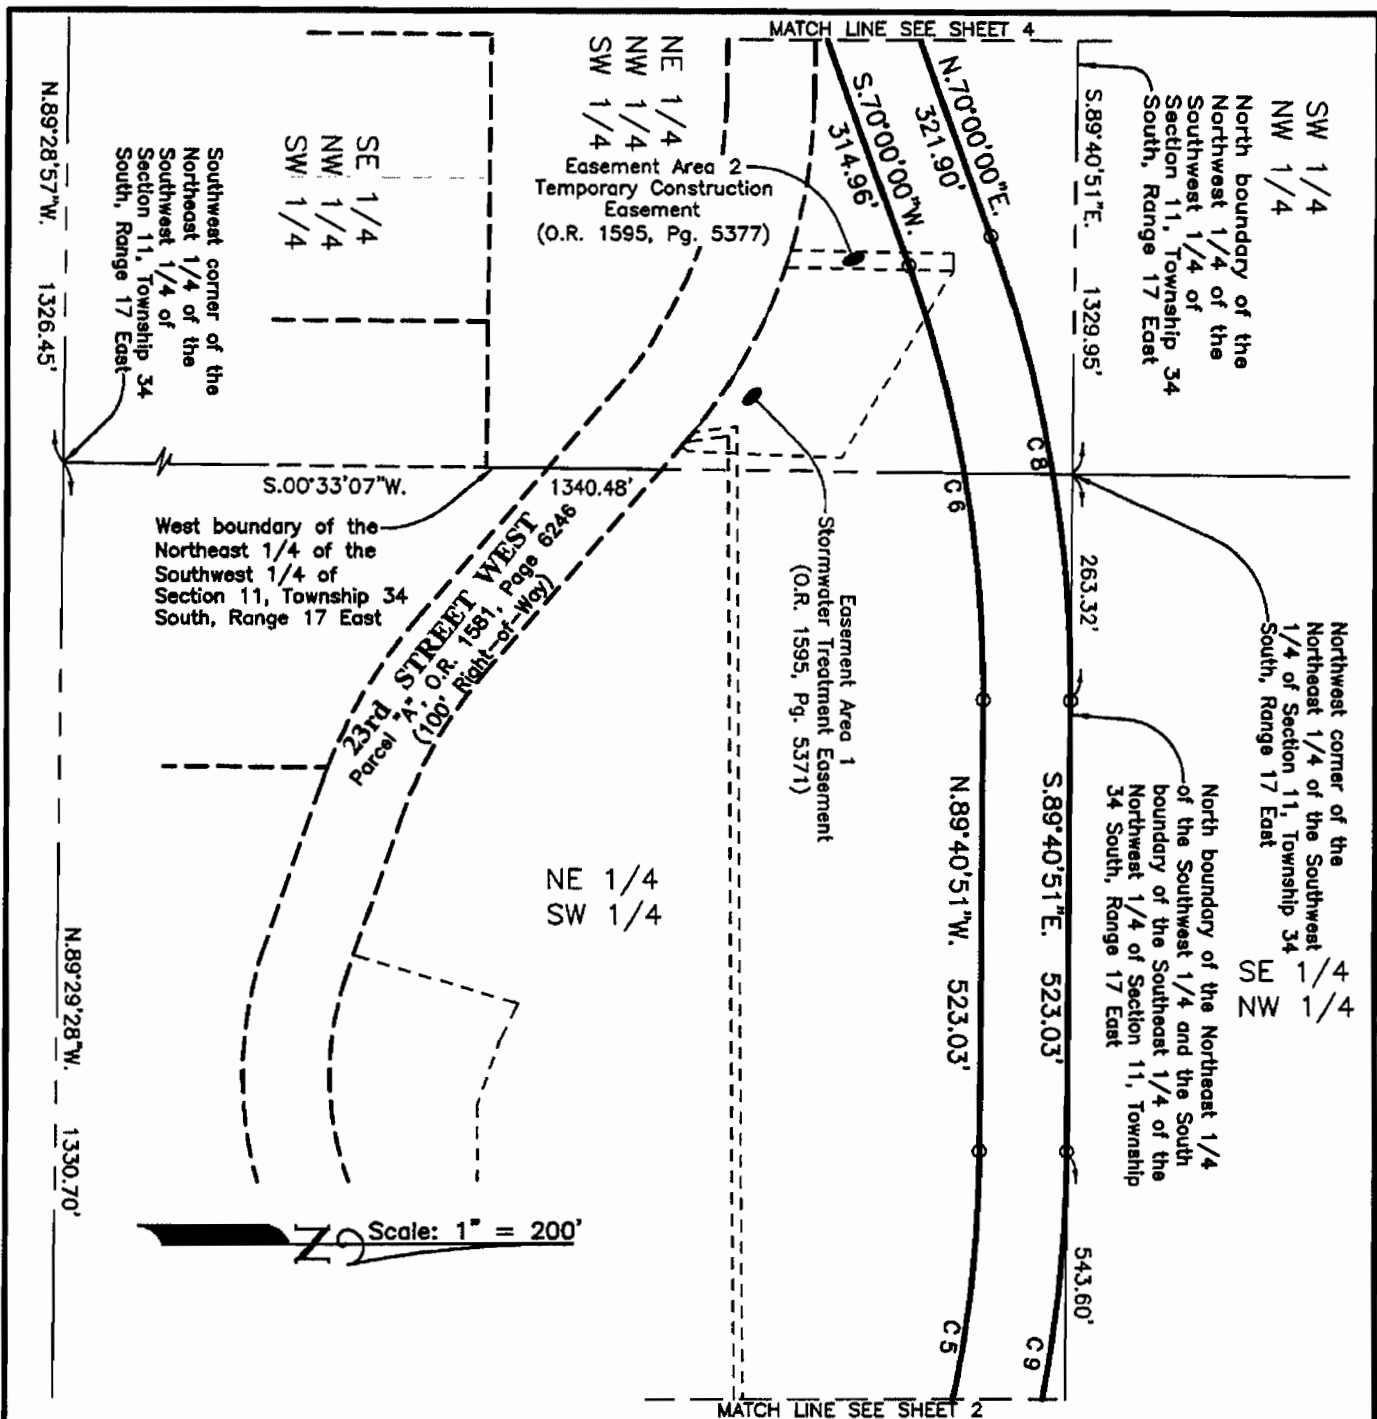 MATCH LINE SEE SHEET 4
SW 1/4
NW 1/4
North boundary of the
Northwest 1/4 of the
Southwest 1/4 of
Section 11, Township 34
South, Range 17 East
S.89°40'51"E. 1329.95'
N.70°00'00"E.
321.90'
S.70°00'00"W.
314.96'
NE 1/4
NW 1/4
SW 1/4
Easement Area 2
Temporary Construction
Easement
(O.R. 1595, Pg. 5377)
SE 1/4
NW 1/4
SW 1/4
Southwest corner of the
Northeast 1/4 of the
Southwest 1/4 of
Section 11, Township 34
South, Range 17 East
N.89°28'57"W. 1326.45'
S.00°33'07"W. 1340.48'
C 8
C 6
West boundary of the
Northeast 1/4 of the
Southwest 1/4 of
Section 11, Township 34
South, Range 17 East
23rd STREET WEST
Parcel "A", O.R. 1581, Page 6246
(100' Right-of-Way)
Easement Area 1
Stormwater Treatment Easement
(O.R. 1595, Pg. 5371)
263.32'
Northwest corner of the
Northeast 1/4 of the Southwest
1/4 of Section 11, Township 34
South, Range 17 East
North boundary of the Northeast 1/4
of the Southwest 1/4 and the South
boundary of the Southeast 1/4 of the
Northwest 1/4 of Section 11, Township
34 South, Range 17 East
SE 1/4
NW 1/4
S.89°40'51"E. 523.03'
N.89°40'51"W. 523.03'
NE 1/4
SW 1/4
N.89°29'28"W. 1330.70'
N
Scale: 1" = 200'
543.60'
C 5
C 9
MATCH LINE SEE SHEET 2